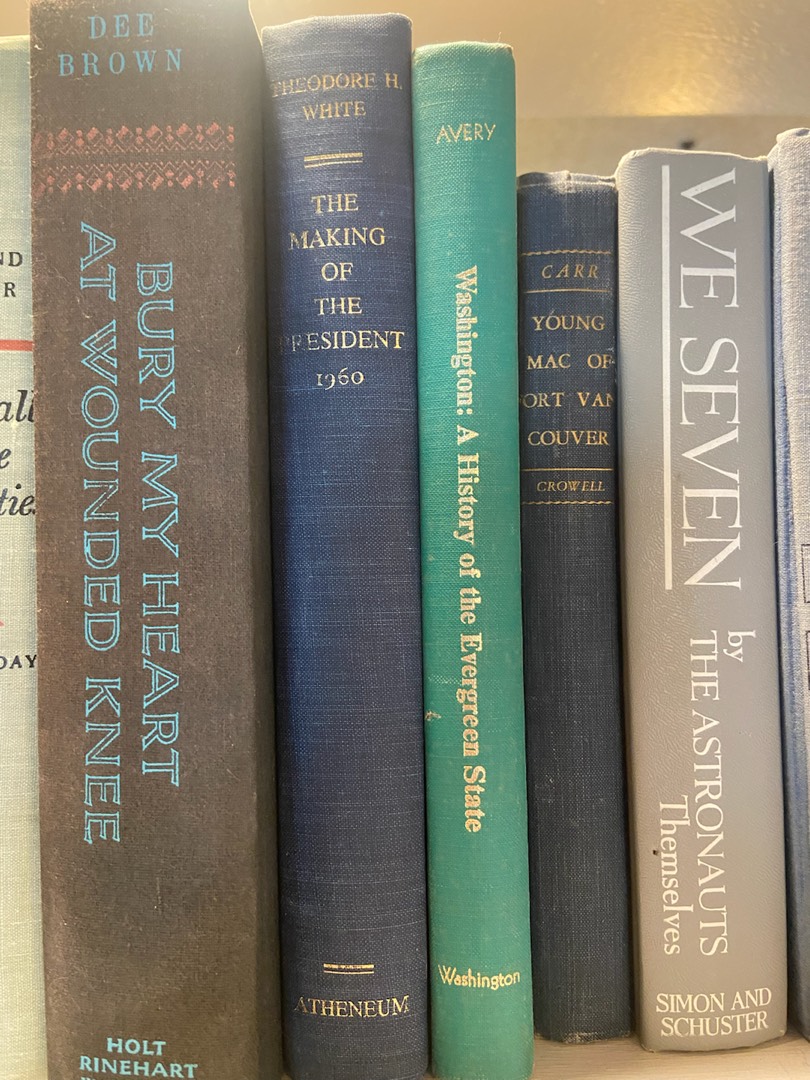 DEE
BROWN
BURY MY HEART
AT WOUNDED KNEE
HOLT
RINEHART
THEODORE H.
WHITE
THE
MAKING
OF
THE
PRESIDENT
1960
ATHENEUM
AVERY
Washington: A History of the Evergreen State
Washington
CARR
YOUNG
MAC OF
ORT VAN
COUVER
CROWELL
WE SEVEN
by
THE ASTRONAUTS
Themselves
SIMON AND
SCHUSTER